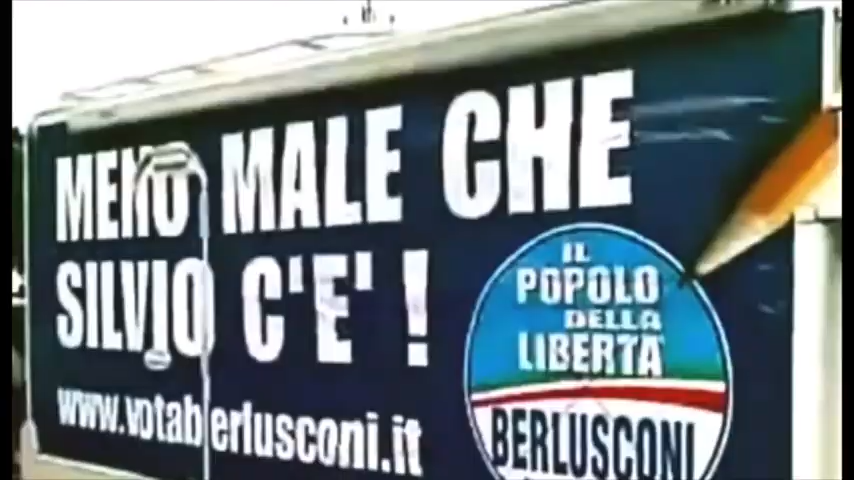 MENO MALE CHE
SILVIO C'E' !
www.votaberlusconi.it
IL
POPOLO
DELLA
LIBERTA'
BERLUSCONI